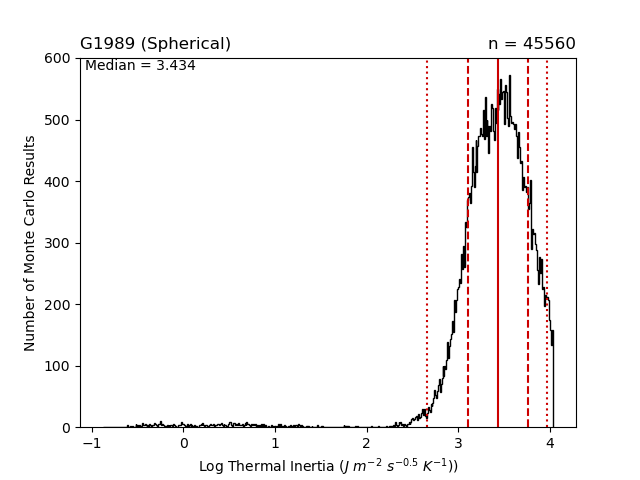 G1989 (Spherical)
n = 45560
Median = 3.434
600
500
400
300
200
100
0
Number of Monte Carlo Results
−1
0
1
2
3
4
Log Thermal Inertia (J m⁻² s⁻⁰·⁵ K⁻¹))